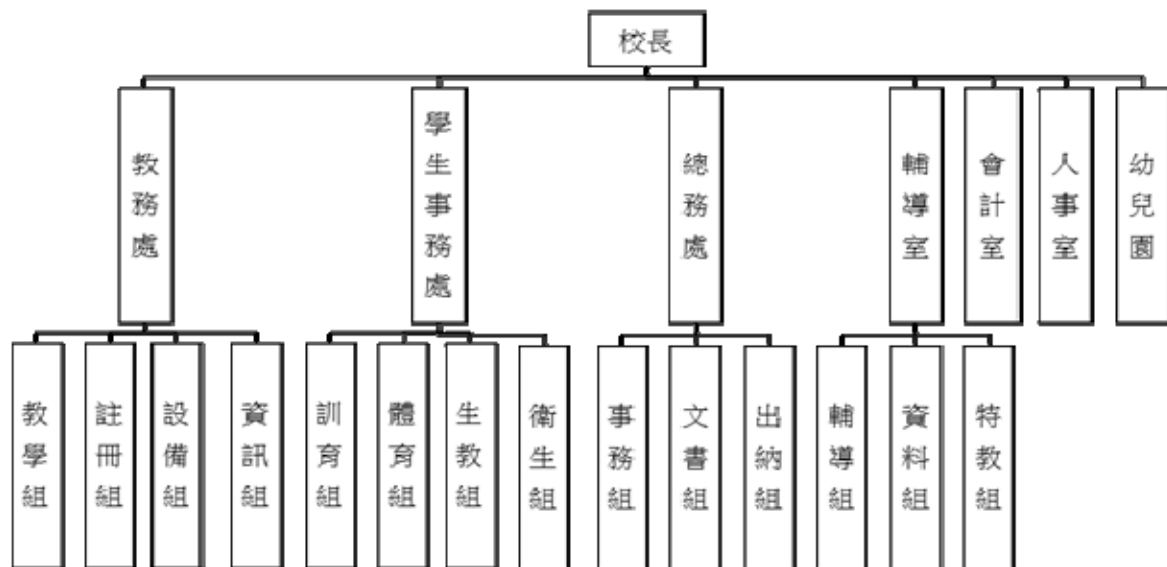 校長
教務處
學生事務處
總務處
輔導室
會計室
人事室
幼兒園
教學組
註冊組
設備組
資訊組
訓育組
體育組
生教組
衛生組
事務組
文書組
出納組
輔導組
資料組
特教組